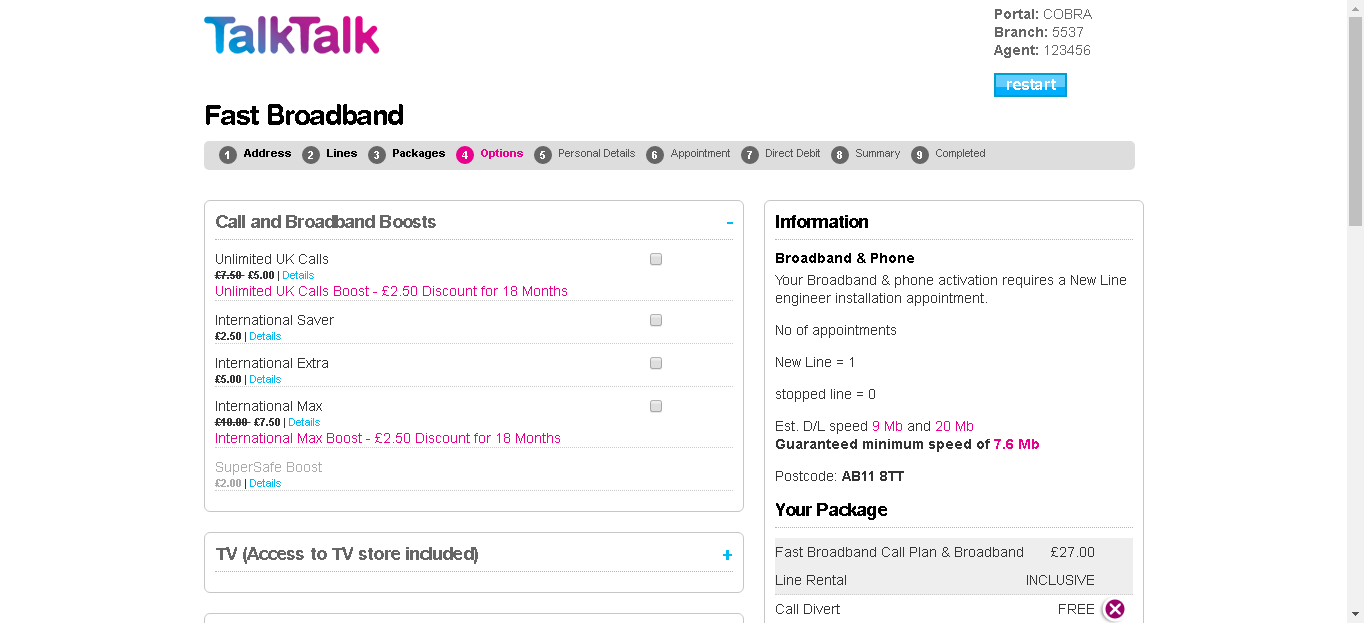 TalkTalk
Portal: COBRA
Branch: 5537
Agent: 123456
restart
Fast Broadband
1 Address 2 Lines 3 Packages 4 Options 5 Personal Details 6 Appointment 7 Direct Debit 8 Summary 9 Completed
Call and Broadband Boosts -
Unlimited UK Calls
£7.50 £5.00 | Details
Unlimited UK Calls Boost - £2.50 Discount for 18 Months
International Saver
£2.50 | Details
International Extra
£5.00 | Details
International Max
£10.00 £7.50 | Details
International Max Boost - £2.50 Discount for 18 Months
SuperSafe Boost
£2.00 | Details
TV (Access to TV store included) +
Information
Broadband & Phone
Your Broadband & phone activation requires a New Line
engineer installation appointment.
No of appointments
New Line = 1
stopped line = 0
Est. D/L speed 9 Mb and 20 Mb
Guaranteed minimum speed of 7.6 Mb
Postcode: AB11 8TT
Your Package
Fast Broadband Call Plan & Broadband £27.00
Line Rental INCLUSIVE
Call Divert FREE